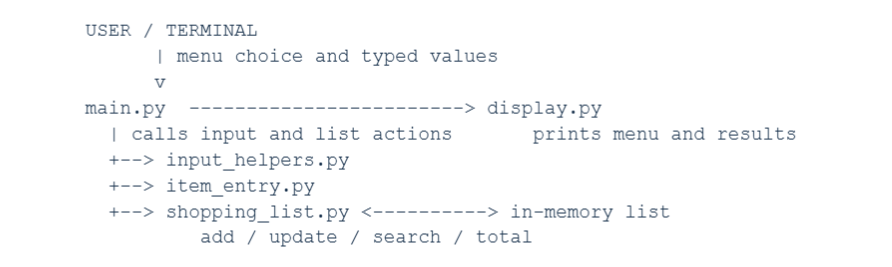 USER / TERMINAL
| menu choice and typed values
v
main.py ------------------------> display.py
| calls input and list actions prints menu and results
+--> input_helpers.py
+--> item_entry.py
+--> shopping_list.py <----------> in-memory list
add / update / search / total